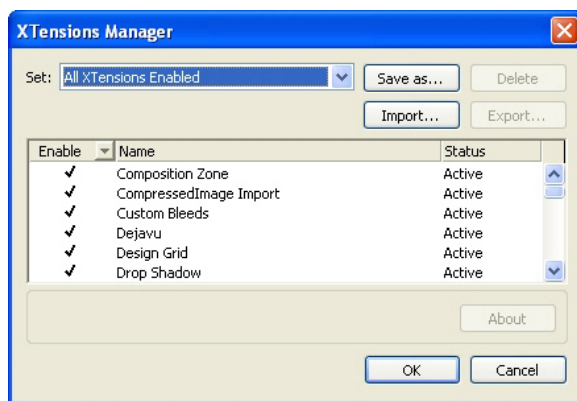 XTensions Manager
Set: All XTensions Enabled Save as... Delete
Import... Export...
Enable Name Status
Composition Zone Active
CompressedImage Import Active
Custom Bleeds Active
Dejavu Active
Design Grid Active
Drop Shadow Active
About
OK Cancel